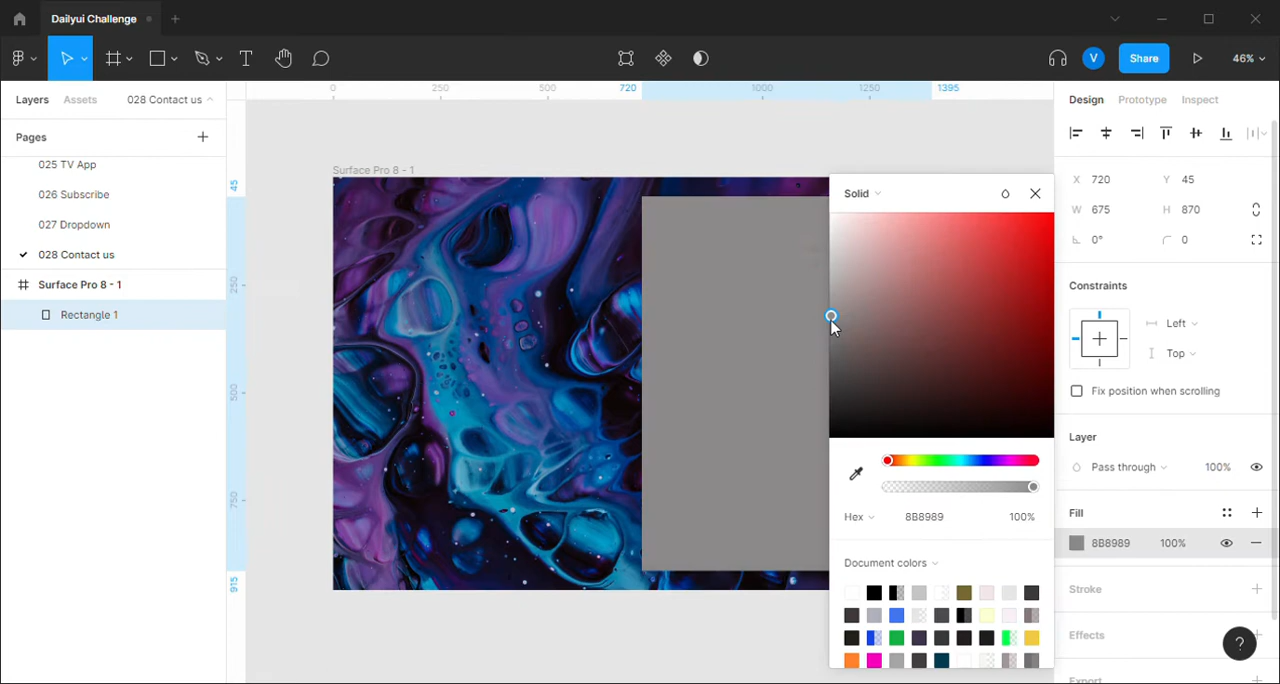 Dailyui Challenge
Share
V
46%
Layers
Assets
028 Contact us
Pages
025 TV App
026 Subscribe
027 Dropdown
028 Contact us
Surface Pro 8 - 1
Rectangle 1
0
250
500
720
1000
1250
1395
45
250
500
750
915
Surface Pro 8 - 1
Solid
Hex
8B8989
100%
Document colors
Design
Prototype
Inspect
X 720
Y 45
W 675
H 870
0°
0
Constraints
Left
Top
Fix position when scrolling
Layer
Pass through
100%
Fill
8B8989
100%
Stroke
Effects
?
Export